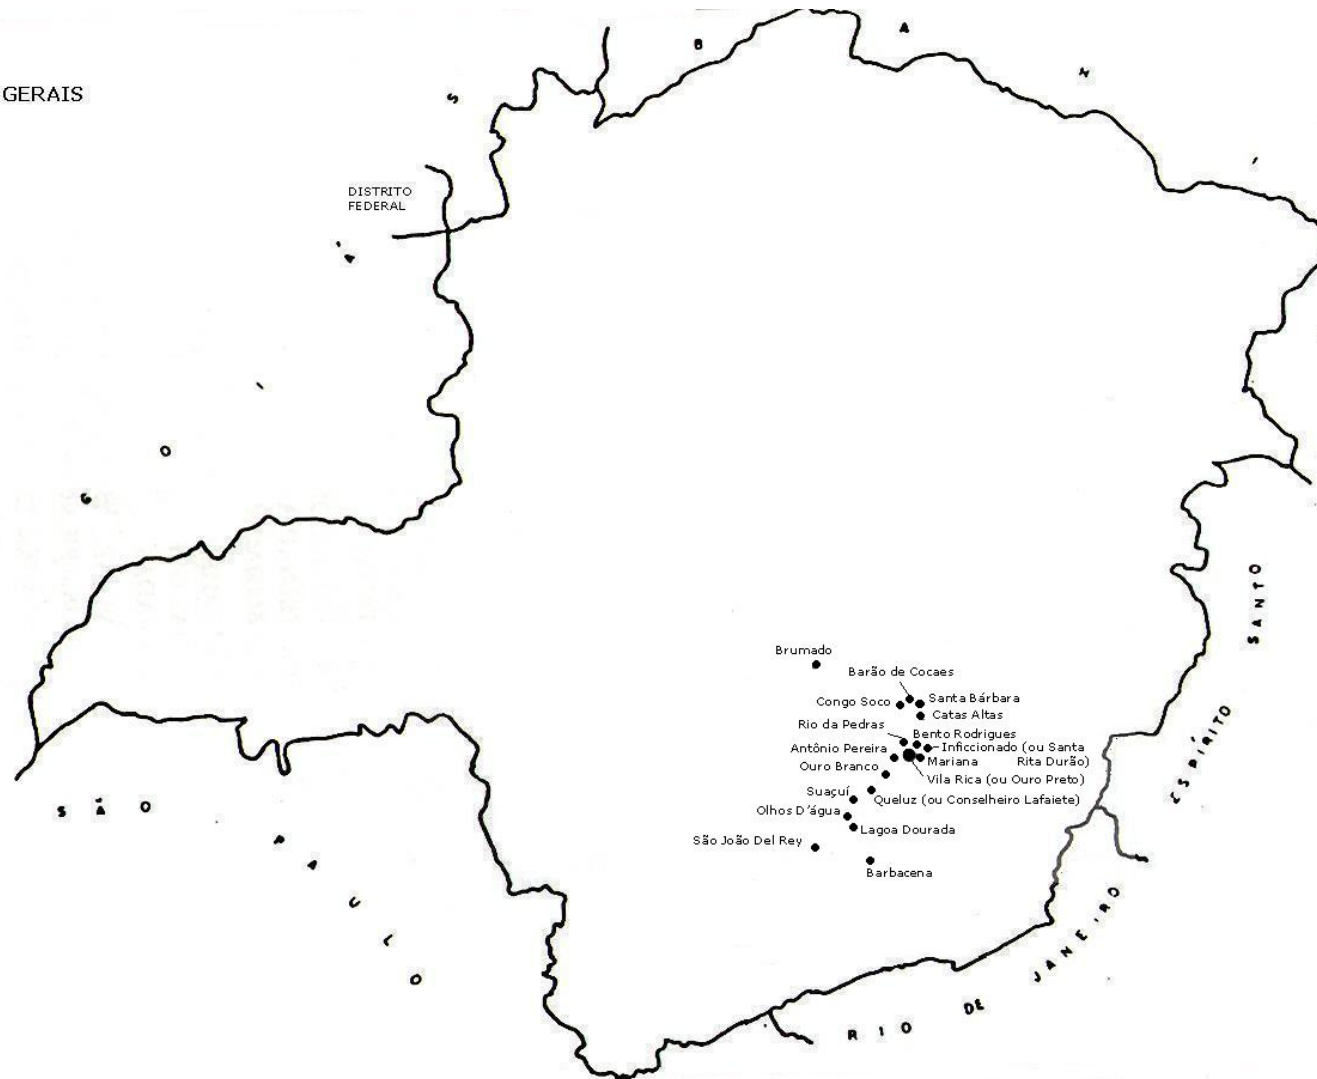 BAHI
GERAIS
DISTRITO
FEDERAL
GOIÁS
SANTO
ESPÍRITO
Brumado
Barão de Cocaes
Santa Bárbara
Congo Soco
Catas Altas
Rio da Pedras
Bento Rodrigues
Antônio Pereira
Inficcionado (ou Santa
Rita Durão)
Mariana
Ouro Branco
Vila Rica (ou Ouro Preto)
Suaçuí
Queluz (ou Conselheiro Lafaiete)
Olhos D'água
Lagoa Dourada
São João Del Rey
Barbacena
SÃO
PAULO
RIO DE JANEIRO